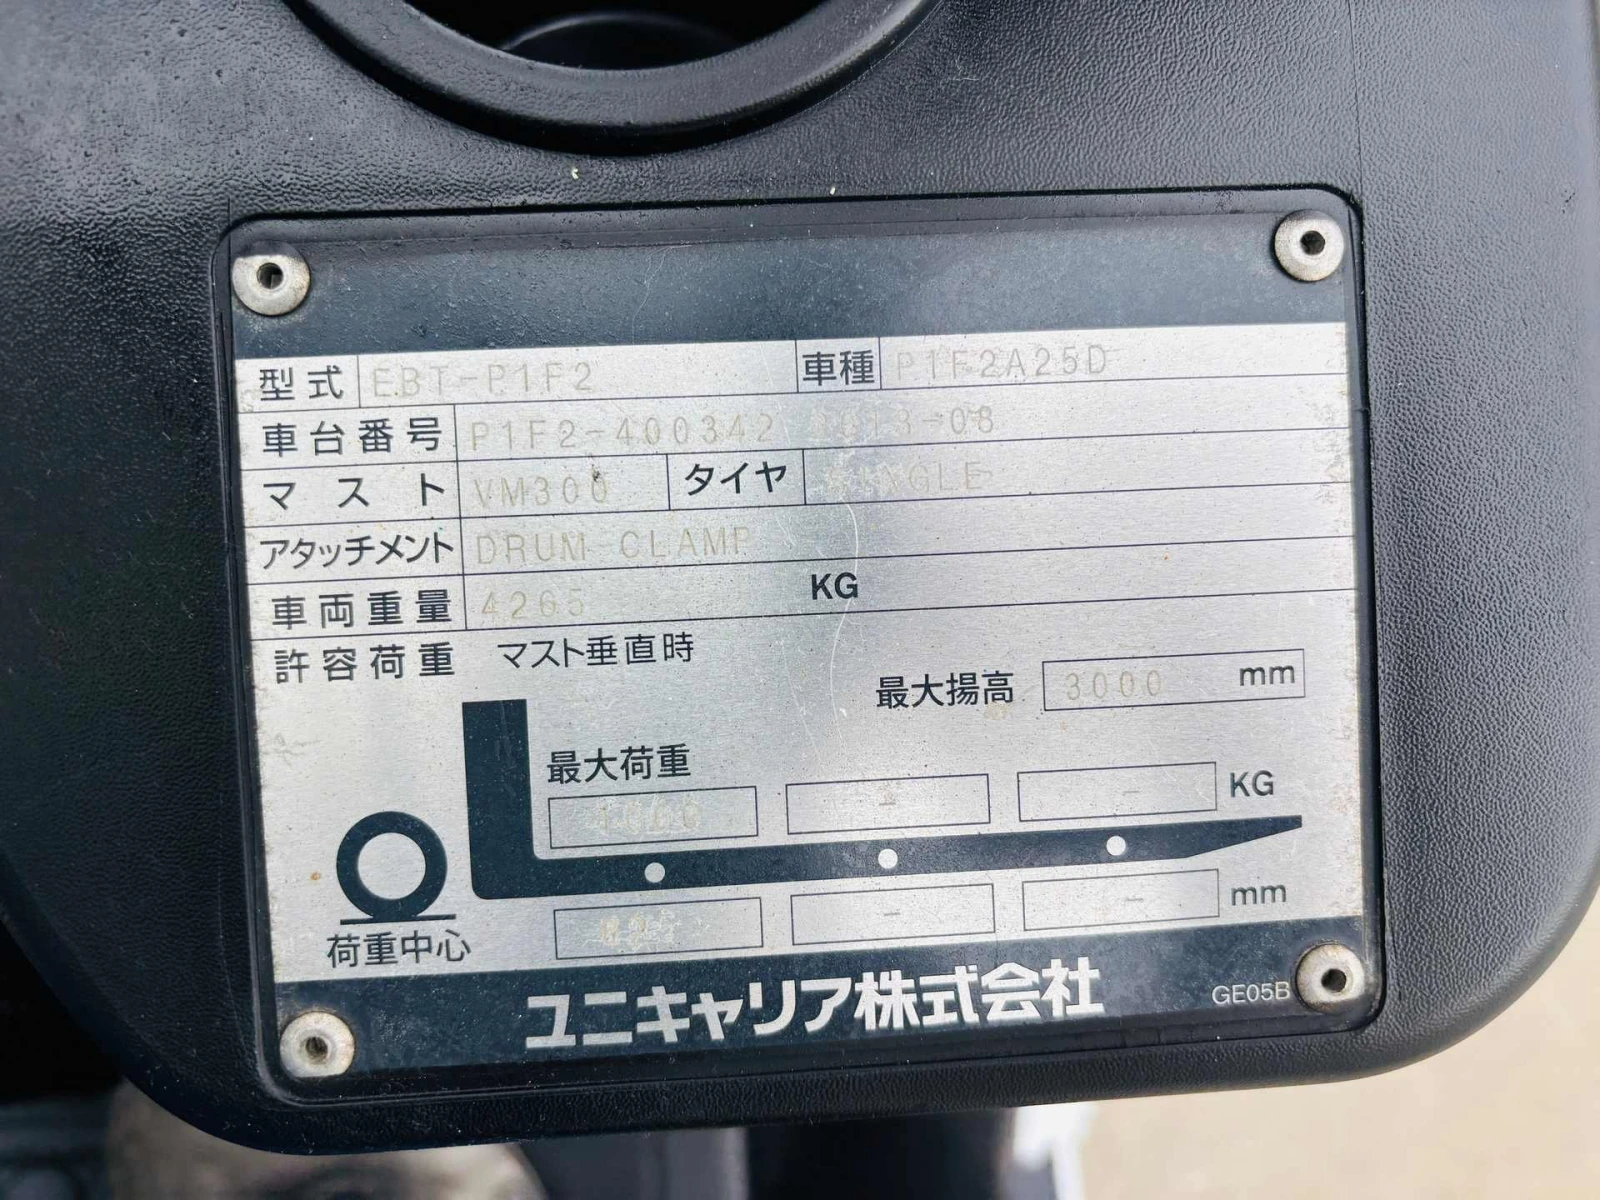 型式 EBT-P1F2 車種 P1F2A25D
車台番号 P1F2-400342 2013-08
マスト VM300 タイヤ
アタッチメント DRUM CLAMP
車両重量 4265 KG
許容荷重 マスト垂直時
最大揚高 3000 mm
最大荷重
- - KG
- - mm
荷重中心
ユニキャリア株式会社 GE05B